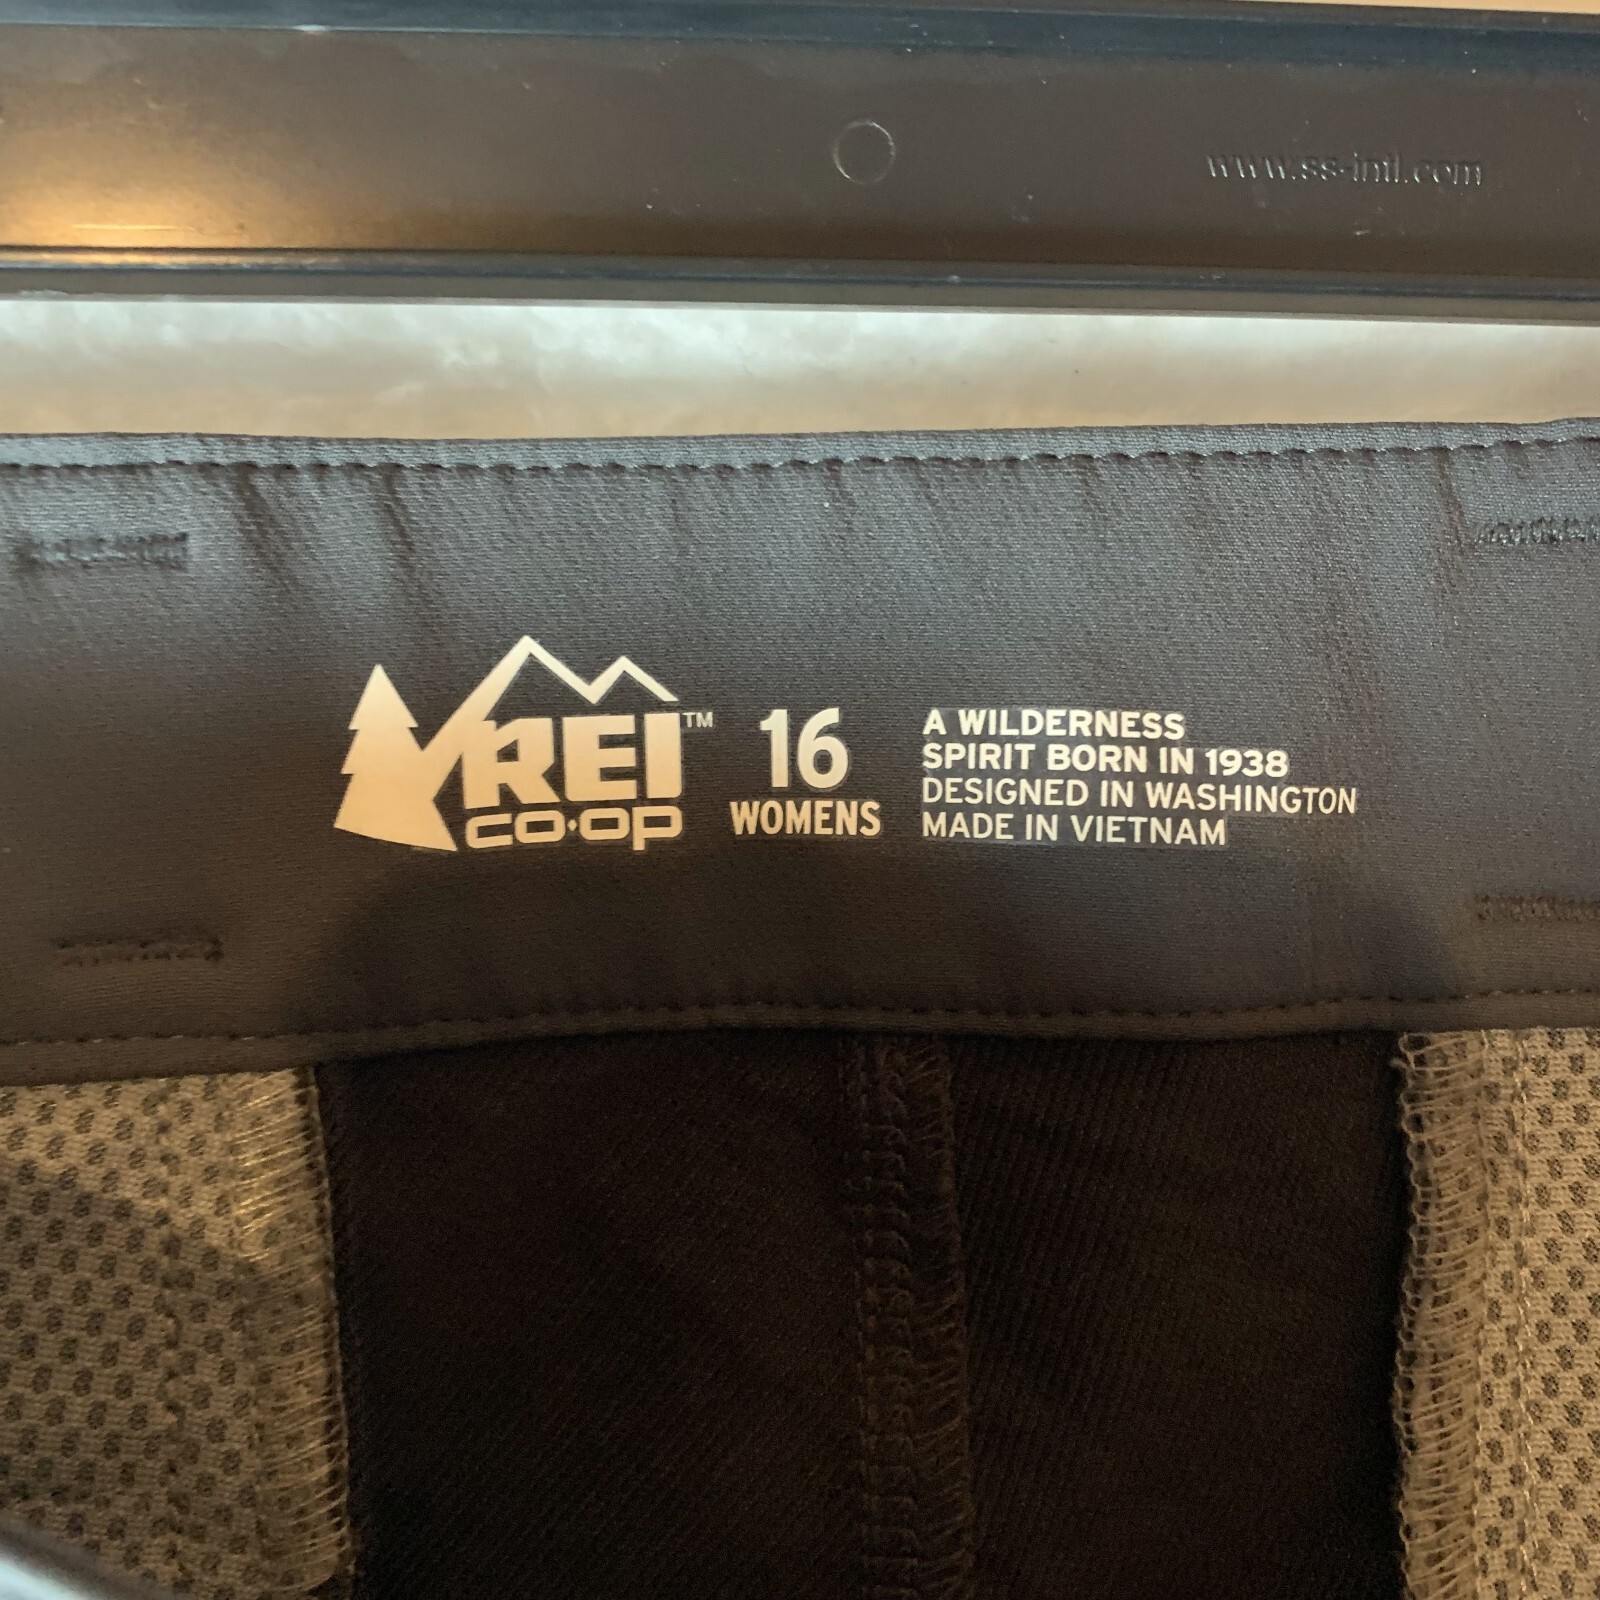 www.ss-intl.com
REI™
co·op
16
WOMENS
A WILDERNESS
SPIRIT BORN IN 1938
DESIGNED IN WASHINGTON
MADE IN VIETNAM